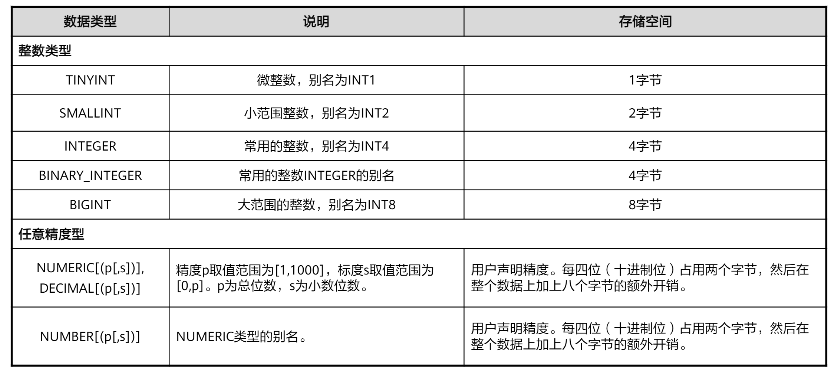 数据类型 说明 存储空间
整数类型
TINYINT 微整数，别名为INT1 1字节
SMALLINT 小范围整数，别名为INT2 2字节
INTEGER 常用的整数，别名为INT4 4字节
BINARY_INTEGER 常用的整数INTEGER的别名 4字节
BIGINT 大范围的整数，别名为INT8 8字节
任意精度型
NUMERIC[(p[,s])],
DECIMAL[(p[,s])]
精度p取值范围为[1,1000]，标度s取值范围为
[0,p]。p为总位数，s为小数位数。
用户声明精度。每四位（十进制位）占用两个字节，然后在
整个数据上加上八个字节的额外开销。
NUMBER[(p[,s])]
NUMERIC类型的别名。
用户声明精度。每四位（十进制位）占用两个字节，然后在
整个数据上加上八个字节的额外开销。